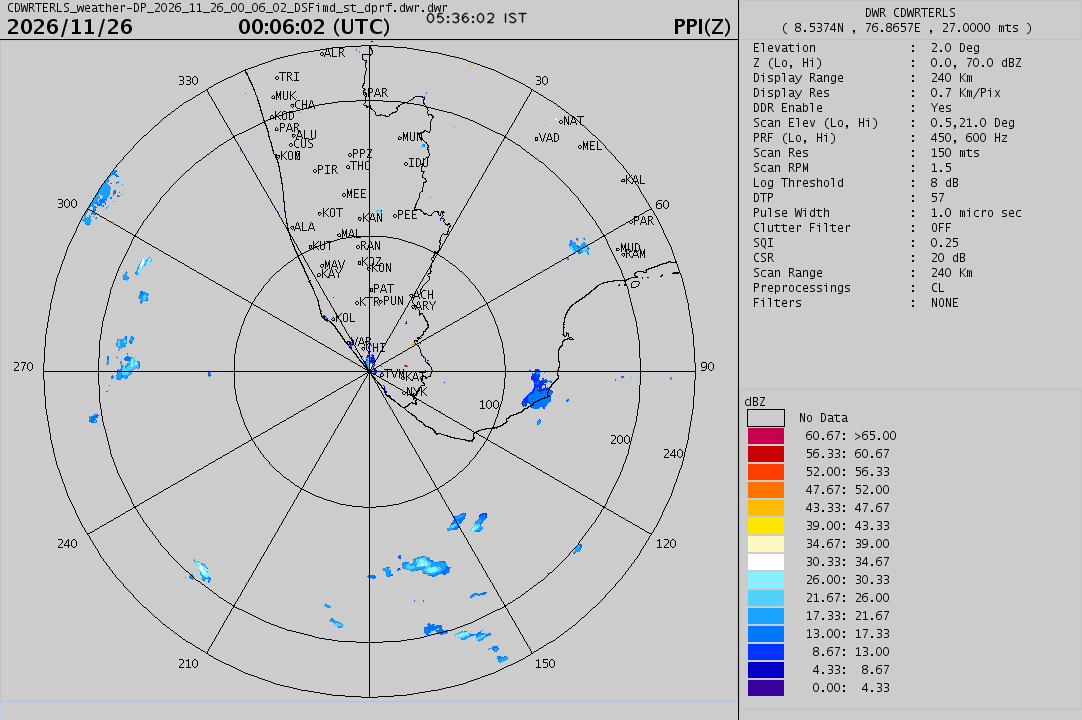 CDWRTERLS_weather-DP_2026_11_26_00_06_02_DSFimd_st_dprf.dwr.dwr
05:36:02 IST
2026/11/26 00:06:02 (UTC) PPI(Z)
DWR CDWRTERLS
( 8.5374N , 76.8657E , 27.0000 mts )
Elevation : 2.0 Deg
Z (Lo, Hi) : 0.0, 70.0 dBZ
Display Range : 240 Km
Display Res : 0.7 Km/Pix
DDR Enable : Yes
Scan Elev (Lo, Hi) : 0.5,21.0 Deg
PRF (Lo, Hi) : 450, 600 Hz
Scan Res : 150 mts
Scan RPM : 1.5
Log Threshold : 8 dB
DTP : 57
Pulse Width : 1.0 micro sec
Clutter Filter : OFF
SQI : 0.25
CSR : 20 dB
Scan Range : 240 Km
Preprocessings : CL
Filters : NONE
dBZ
No Data
60.67: >65.00
56.33: 60.67
52.00: 56.33
47.67: 52.00
43.33: 47.67
39.00: 43.33
34.67: 39.00
30.33: 34.67
26.00: 30.33
21.67: 26.00
17.33: 21.67
13.00: 17.33
8.67: 13.00
4.33: 8.67
0.00: 4.33
ALR
330
TRI
30
MUK
PAR
CHA
KOD
NAT
PAR
ALU
MUN
VAD
CUS
MEL
PPZ
IDU
PIR
THO
KAL
MEE
300
60
KOT
KAN
PEE
PAR
ALA
MAL
KUT
RAN
MUD
RAM
MAV
KOZ
KON
KAY
PAT
ACH
KTR
PUN
ARY
KOL
VAR
270
TVM
KAT
90
NYK
100
200
240
240
120
210
150